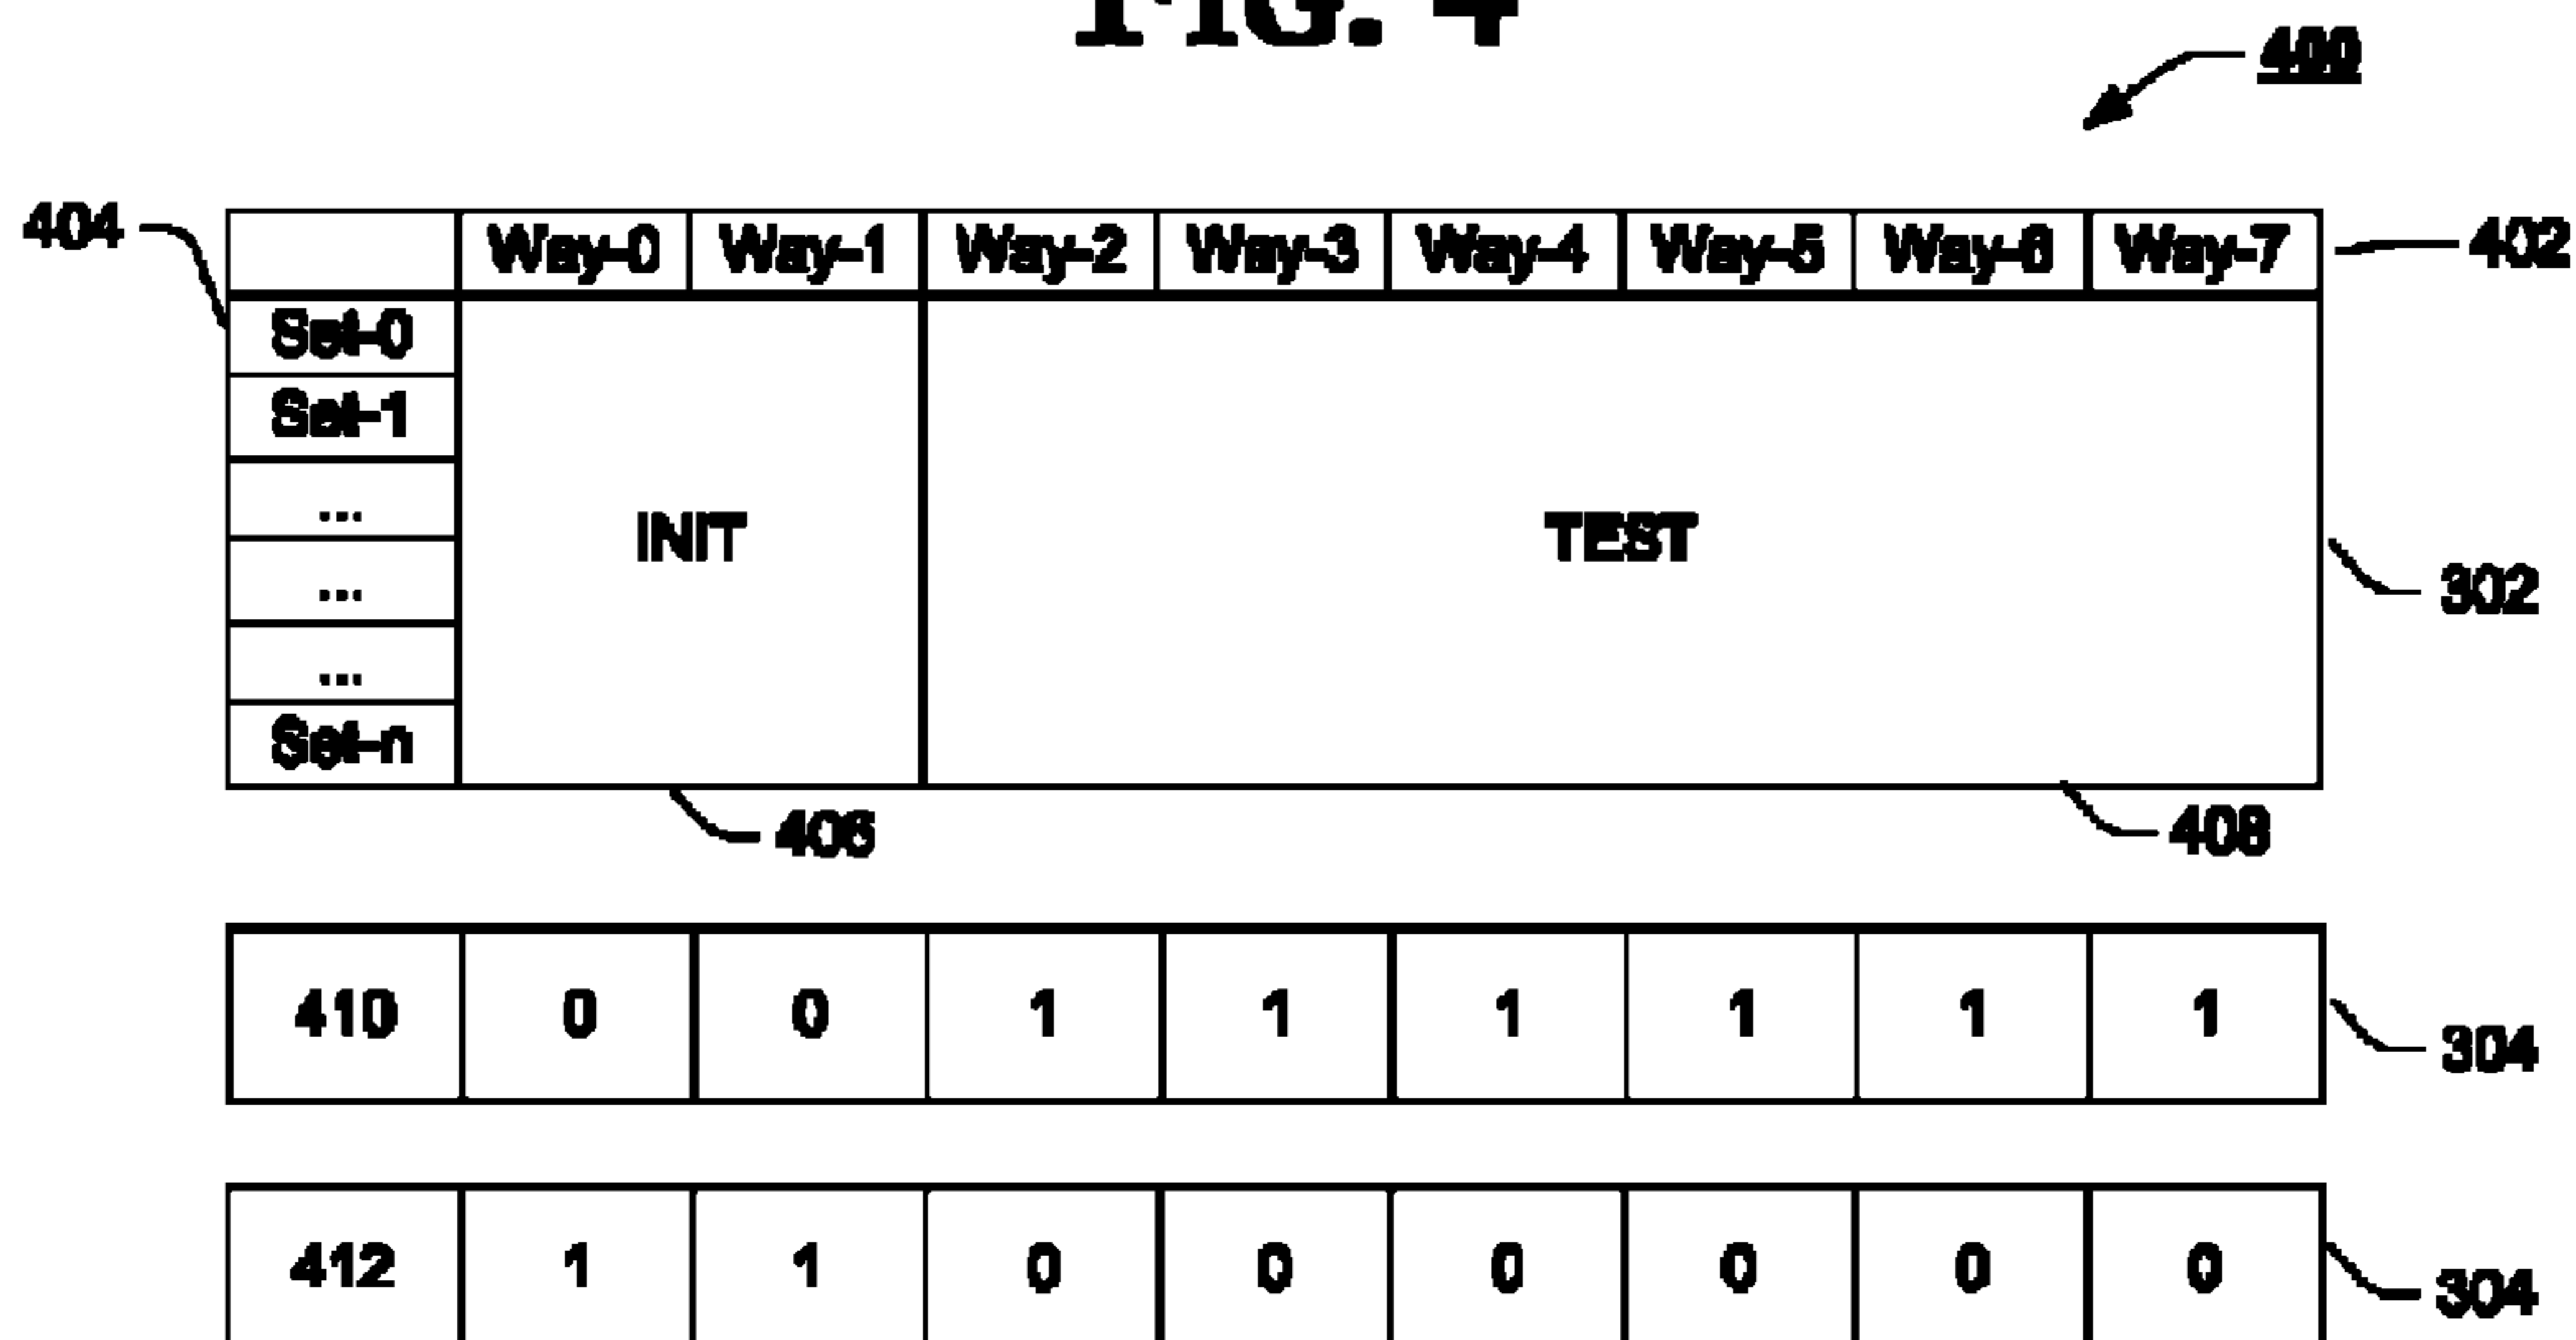 FIG. 4
400
404
Way-0 Way-1 Way-2 Way-3 Way-4 Way-5 Way-6 Way-7
402
Set-0
Set-1
...
INIT
TEST
...
302
...
Set-n
406
408
410 0 0 1 1 1 1 1 1
304
412 1 1 0 0 0 0 0 0
304